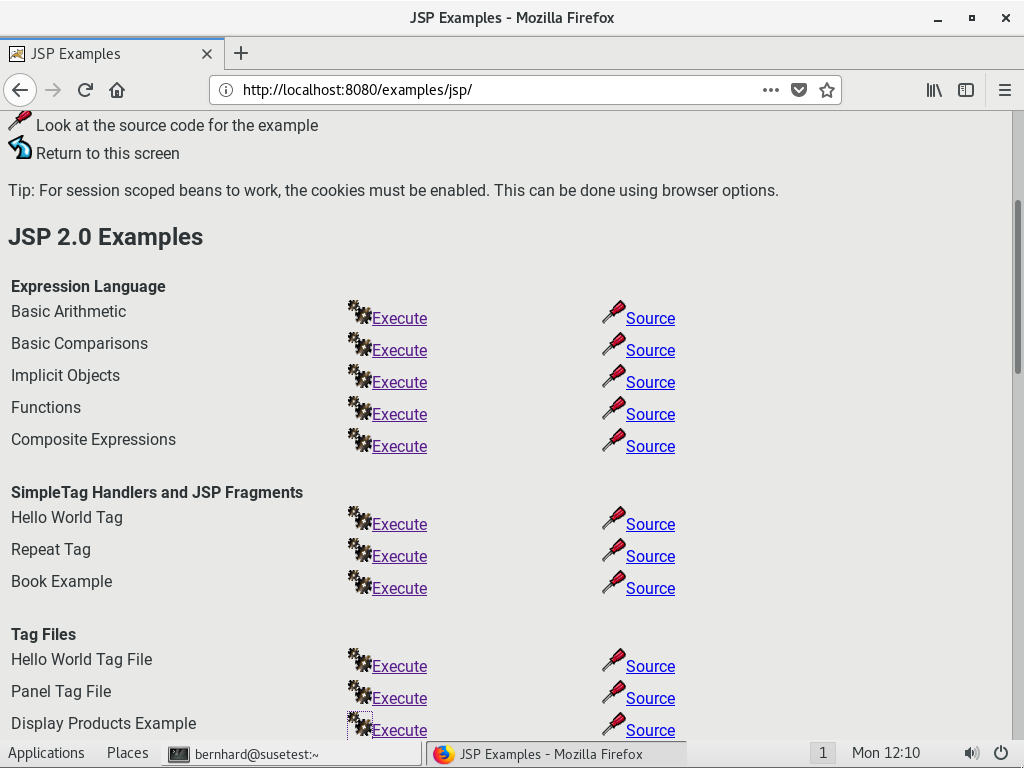 JSP Examples - Mozilla Firefox
JSP Examples
http://localhost:8080/examples/jsp/
Look at the source code for the example
Return to this screen
Tip: For session scoped beans to work, the cookies must be enabled. This can be done using browser options.
JSP 2.0 Examples
Expression Language
Basic Arithmetic Execute Source
Basic Comparisons Execute Source
Implicit Objects Execute Source
Functions Execute Source
Composite Expressions Execute Source
SimpleTag Handlers and JSP Fragments
Hello World Tag Execute Source
Repeat Tag Execute Source
Book Example Execute Source
Tag Files
Hello World Tag File Execute Source
Panel Tag File Execute Source
Display Products Example Execute Source
Applications Places bernhard@susetest:~ JSP Examples - Mozilla Firefox 1 Mon 12:10